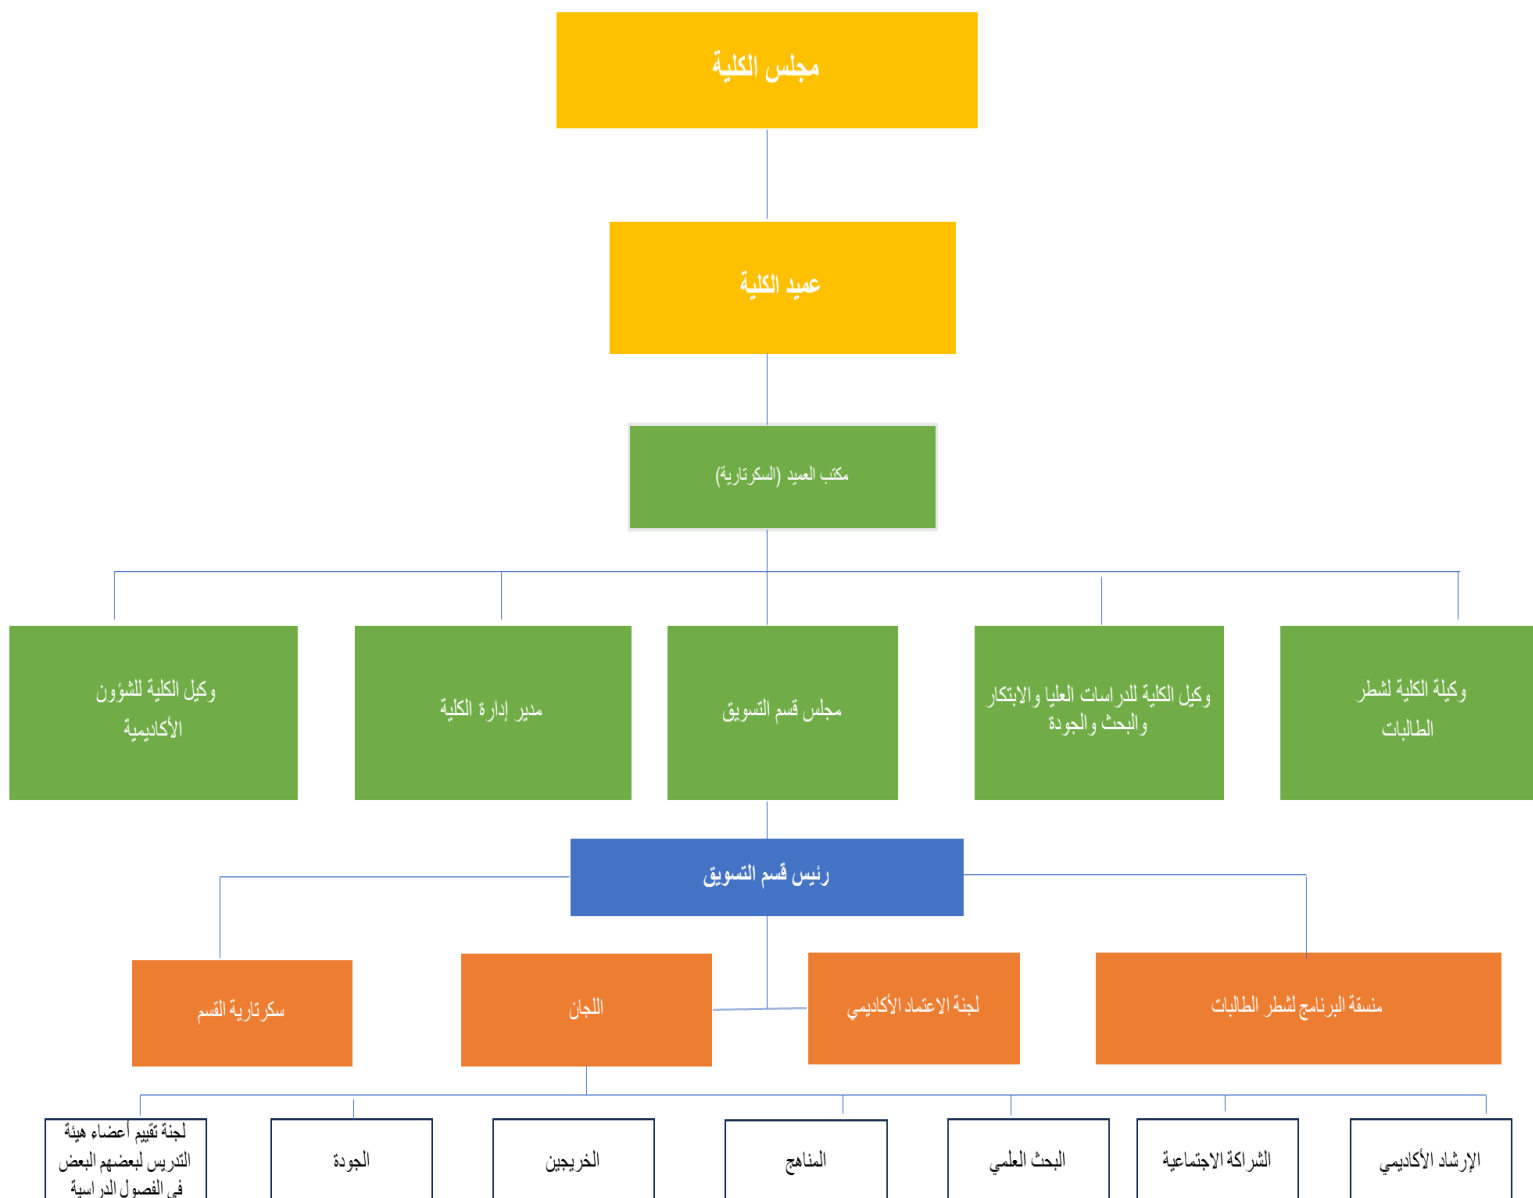 مجلس الكلية
عميد الكلية
مكتب العميد (السكرتارية)
وكيلة الكلية لشطر
الطالبات
وكيل الكلية للدراسات العليا والابتكار
والبحث والجودة
مجلس قسم التسويق
مدير إدارة الكلية
وكيل الكلية للشؤون
الأكاديمية
رئيس قسم التسويق
منسقة البرنامج لشطر الطالبات
لجنة الاعتماد الأكاديمي
اللجان
سكرتارية القسم
الإرشاد الأكاديمي
الشراكة الاجتماعية
البحث العلمي
المناهج
الخريجين
الجودة
لجنة تقييم أعضاء هيئة
التدريس لبعضهم البعض
في الفصول الدراسية